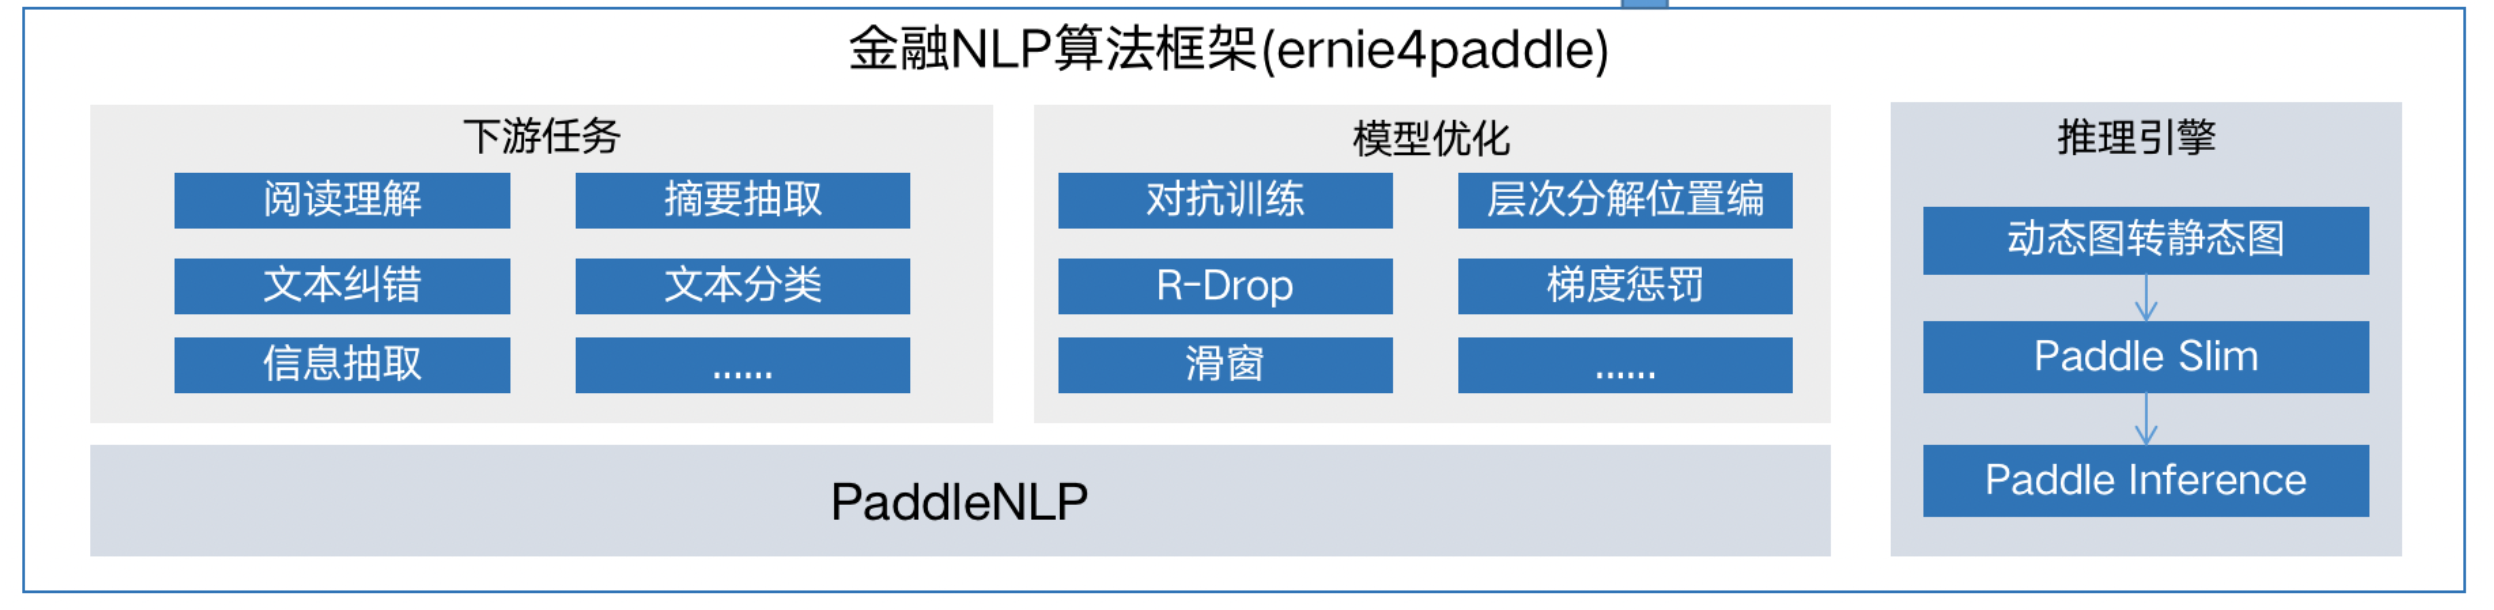 金融NLP算法框架(ernie4paddle)
下游任务
阅读理解
摘要抽取
文本纠错
文本分类
信息抽取
......
模型优化
对抗训练
层次分解位置编
R-Drop
梯度惩罚
滑窗
......
PaddleNLP
推理引擎
动态图转静态图
Paddle Slim
Paddle Inference